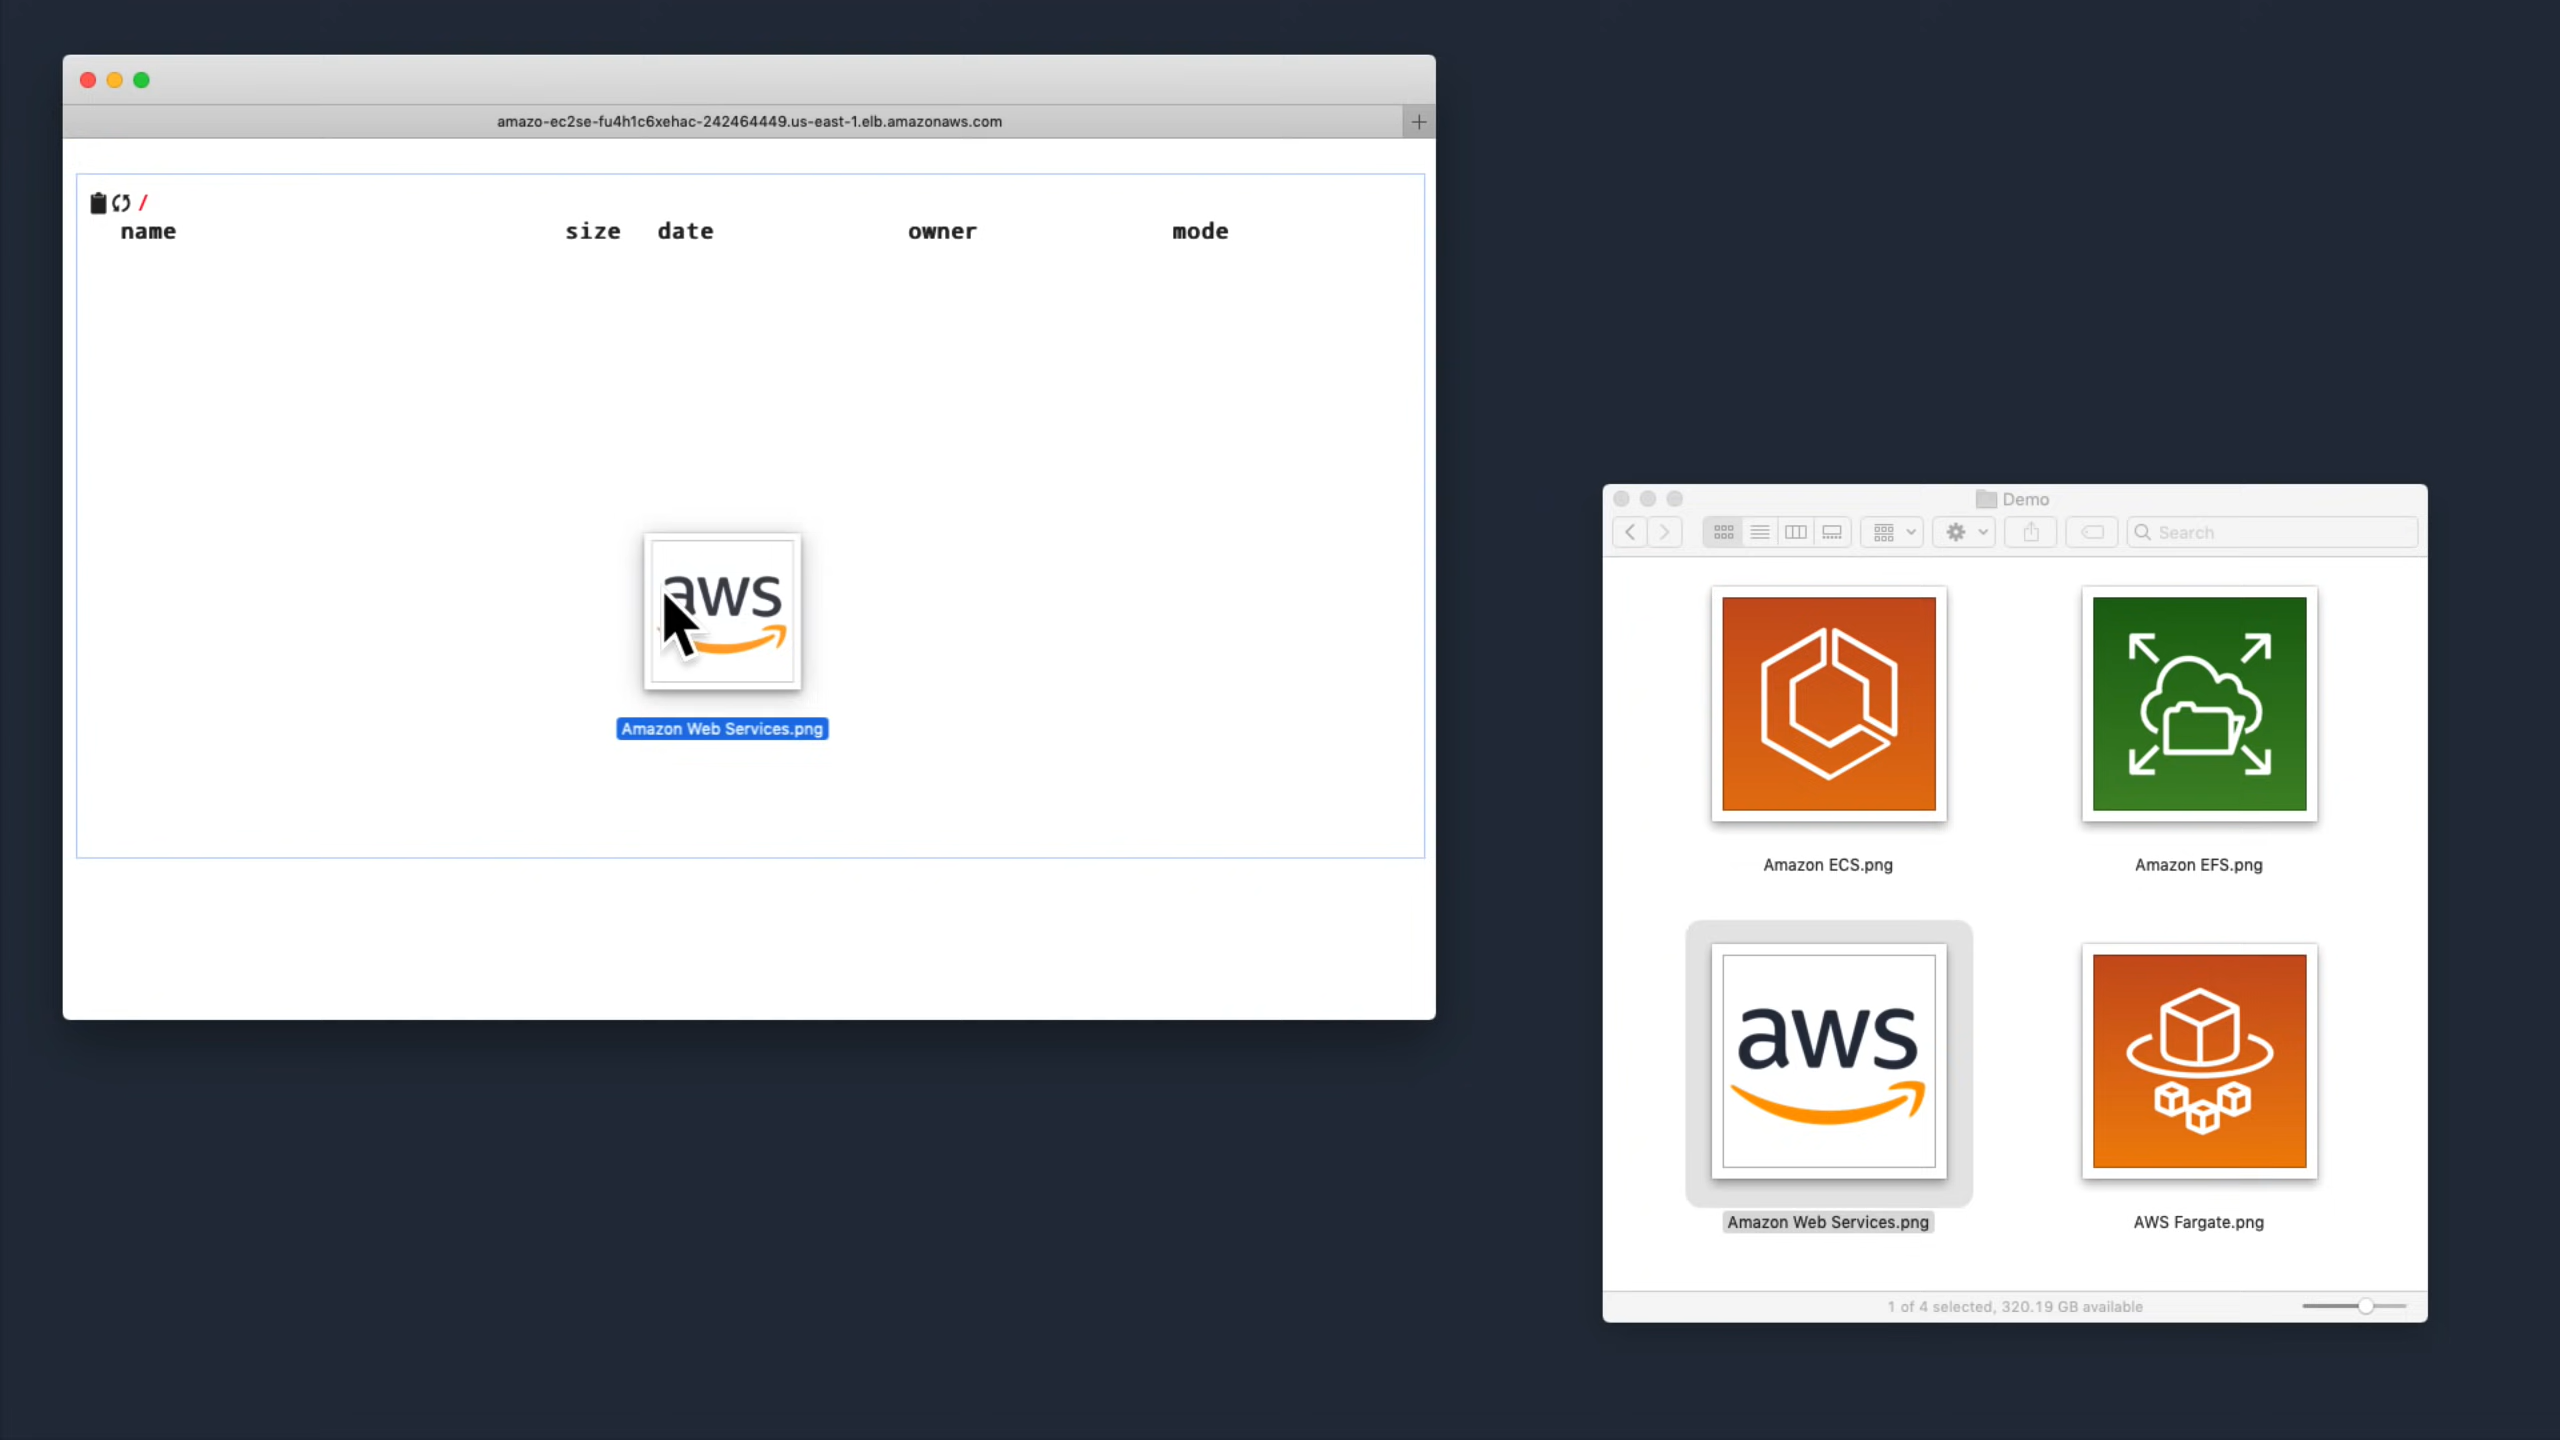 amazo-ec2se-fu4h1c6xehac-242464449.us-east-1.elb.amazonaws.com
/
name size date owner mode
aws
Amazon Web Services.png
Demo
Search
Amazon ECS.png Amazon EFS.png
aws
Amazon Web Services.png AWS Fargate.png
1 of 4 selected, 320.19 GB available